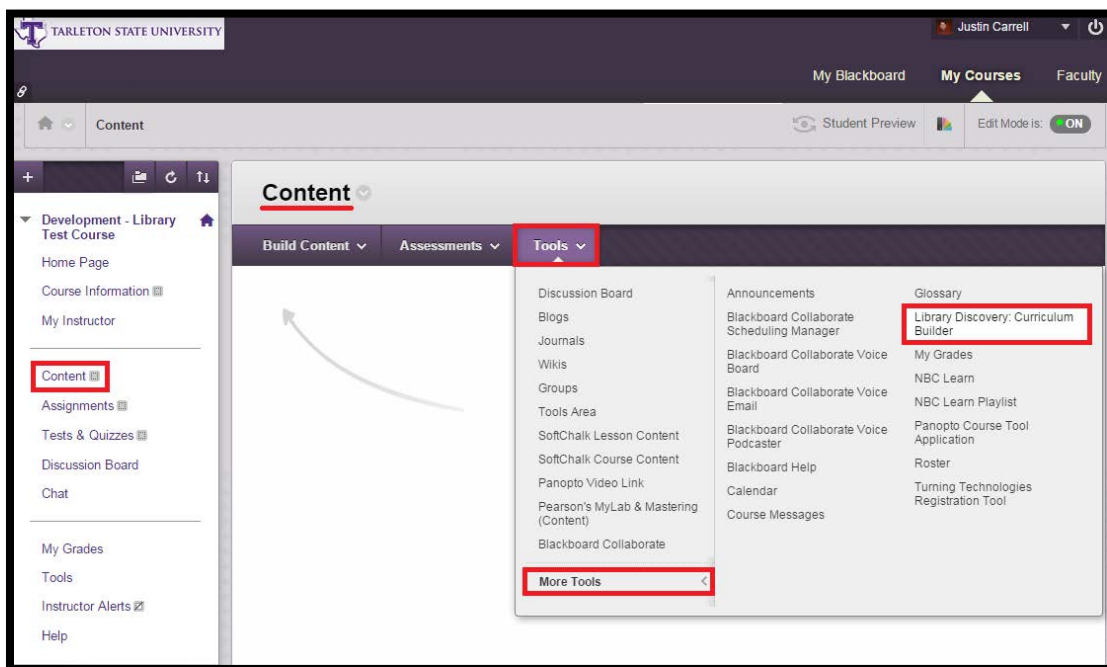 TARLETON STATE UNIVERSITY
Justin Carrell
My Blackboard
My Courses
Faculty
Content
Student Preview
Edit Mode is:
ON
Development - Library
Test Course
Home Page
Course Information
My Instructor
Content
Assignments
Tests & Quizzes
Discussion Board
Chat
My Grades
Tools
Instructor Alerts
Help
Content
Build Content
Assessments
Tools
Discussion Board
Blogs
Journals
Wikis
Groups
Tools Area
SoftChalk Lesson Content
SoftChalk Course Content
Panopto Video Link
Pearson's MyLab & Mastering
(Content)
Blackboard Collaborate
More Tools
Announcements
Blackboard Collaborate
Scheduling Manager
Blackboard Collaborate Voice
Board
Blackboard Collaborate Voice
Email
Blackboard Collaborate Voice
Podcaster
Blackboard Help
Calendar
Course Messages
Glossary
Library Discovery: Curriculum
Builder
My Grades
NBC Learn
NBC Learn Playlist
Panopto Course Tool
Application
Roster
Turning Technologies
Registration Tool